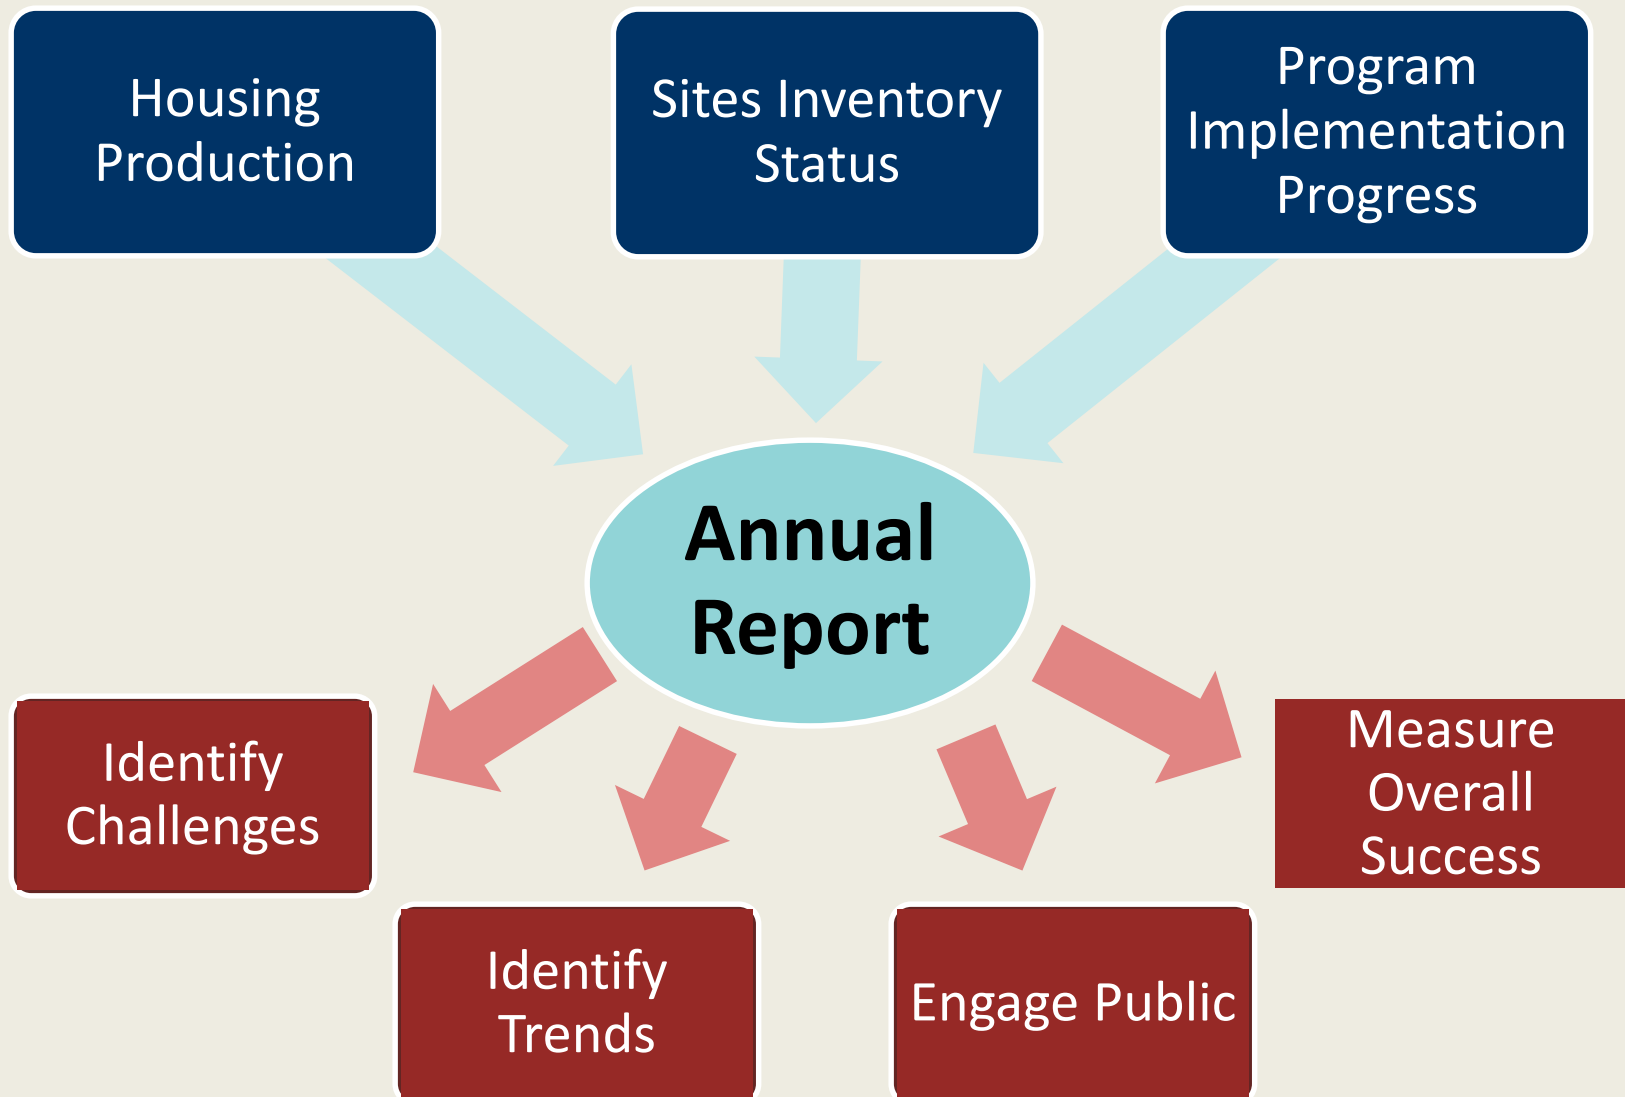 Housing
Production
Sites Inventory
Status
Program
Implementation
Progress
Annual
Report
Identify
Challenges
Measure
Overall
Success
Identify
Trends
Engage Public